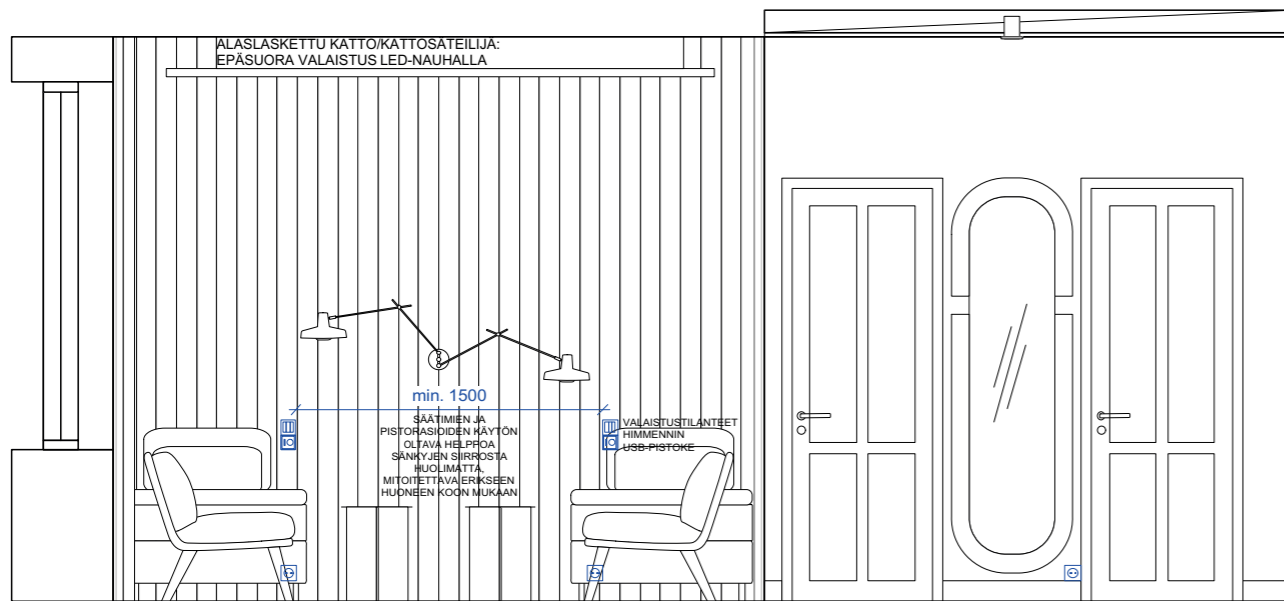 ALASLASKETTU KATTO/KATTOSÄTEILIJÄ:
EPÄSUORA VALAISTUS LED-NAUHALLA
min. 1500
SÄÄTIMIEN JA
PISTORASIOIDEN KÄYTÖN
OLTAVA HELPPOA
SÄNKYJEN SIIRROSTA
HUOLIMATTA,
MITOITETTAVA ERIKSEEN
HUONEEN KOON MUKAAN
VALAISTUSTILANTEET
HIMMENNIN
USB-PISTOKE